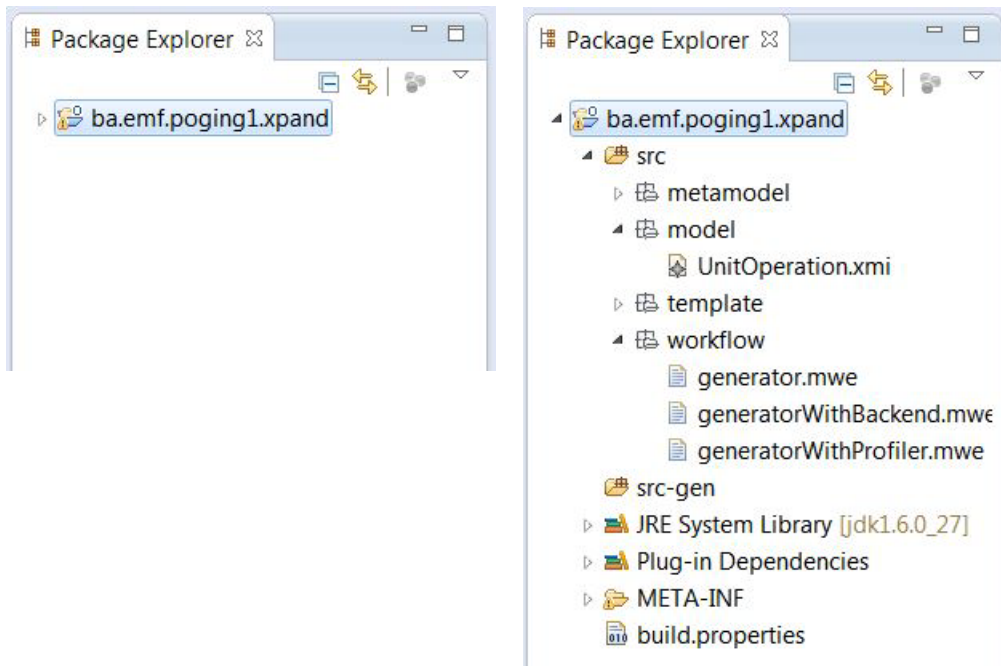 Package Explorer
ba.emf.poging1.xpand
Package Explorer
ba.emf.poging1.xpand
src
metamodel
model
UnitOperation.xmi
template
workflow
generator.mwe
generatorWithBackend.mwe
generatorWithProfiler.mwe
src-gen
JRE System Library [jdk1.6.0_27]
Plug-in Dependencies
META-INF
build.properties